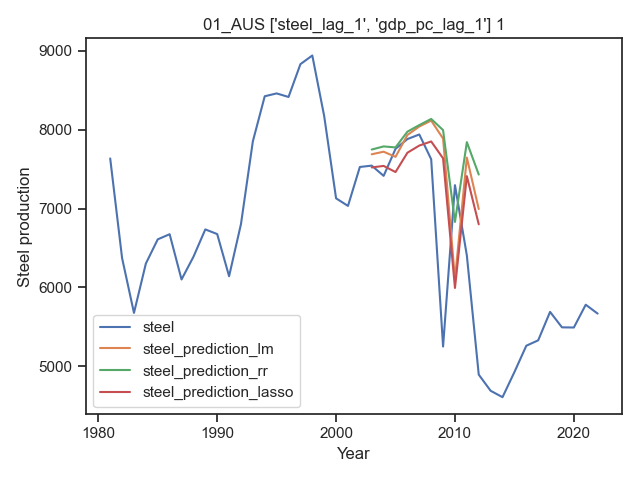 01_AUS ['steel_lag_1', 'gdp_pc_lag_1'] 1
9000
8000
7000
6000
5000
Steel production
steel
steel_prediction_lm
steel_prediction_rr
steel_prediction_lasso
1980
1990
2000
2010
2020
Year